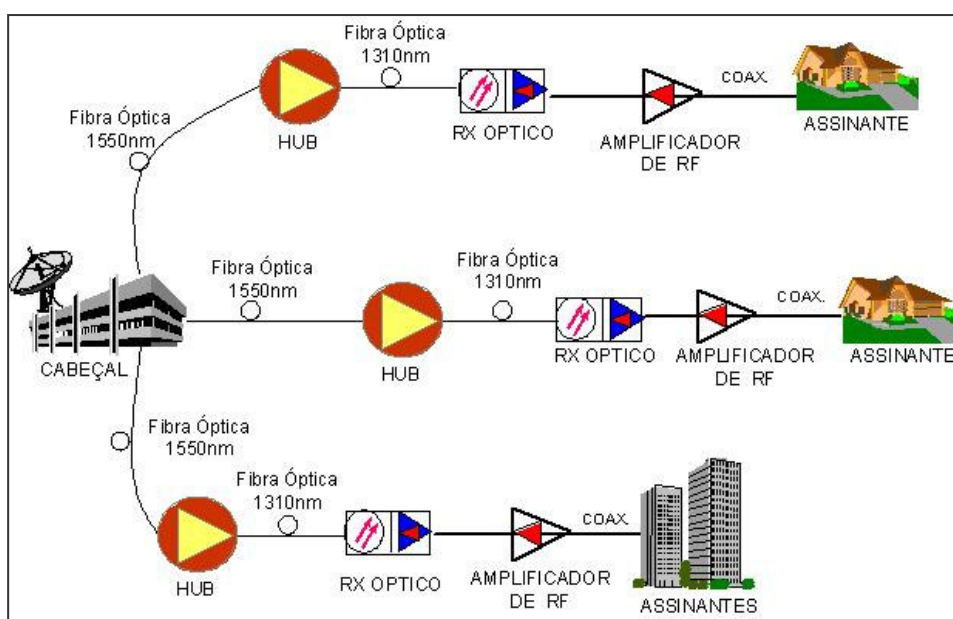 Fibra Óptica
1310nm
Fibra Óptica
1550nm
HUB
RX OPTICO
AMPLIFICADOR
DE RF
COAX.
ASSINANTE
Fibra Óptica
1550nm
Fibra Óptica
1310nm
CABEÇAL
HUB
RX OPTICO
AMPLIFICADOR
DE RF
COAX.
ASSINANTE
Fibra Óptica
1550nm
Fibra Óptica
1310nm
HUB
RX OPTICO
AMPLIFICADOR
DE RF
COAX.
ASSINANTES